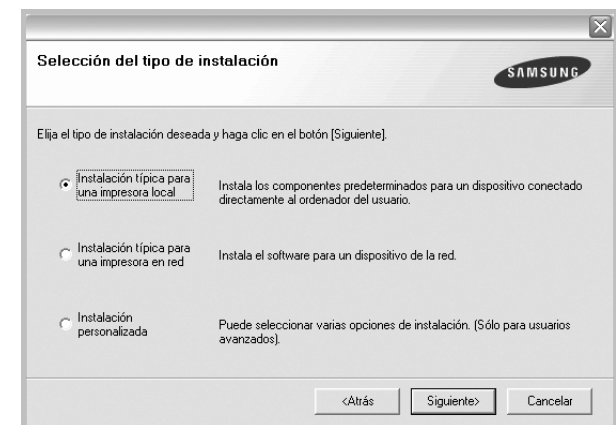 Selección del tipo de instalación
SAMSUNG
Elija el tipo de instalación deseada y haga clic en el botón [Siguiente].
Instalación típica para
una impresora local
Instala los componentes predeterminados para un dispositivo conectado
directamente al ordenador del usuario.
Instalación típica para
una impresora en red
Instala el software para un dispositivo de la red.
Instalación
personalizada
Puede seleccionar varias opciones de instalación. (Sólo para usuarios
avanzados).
<Atrás
Siguiente>
Cancelar